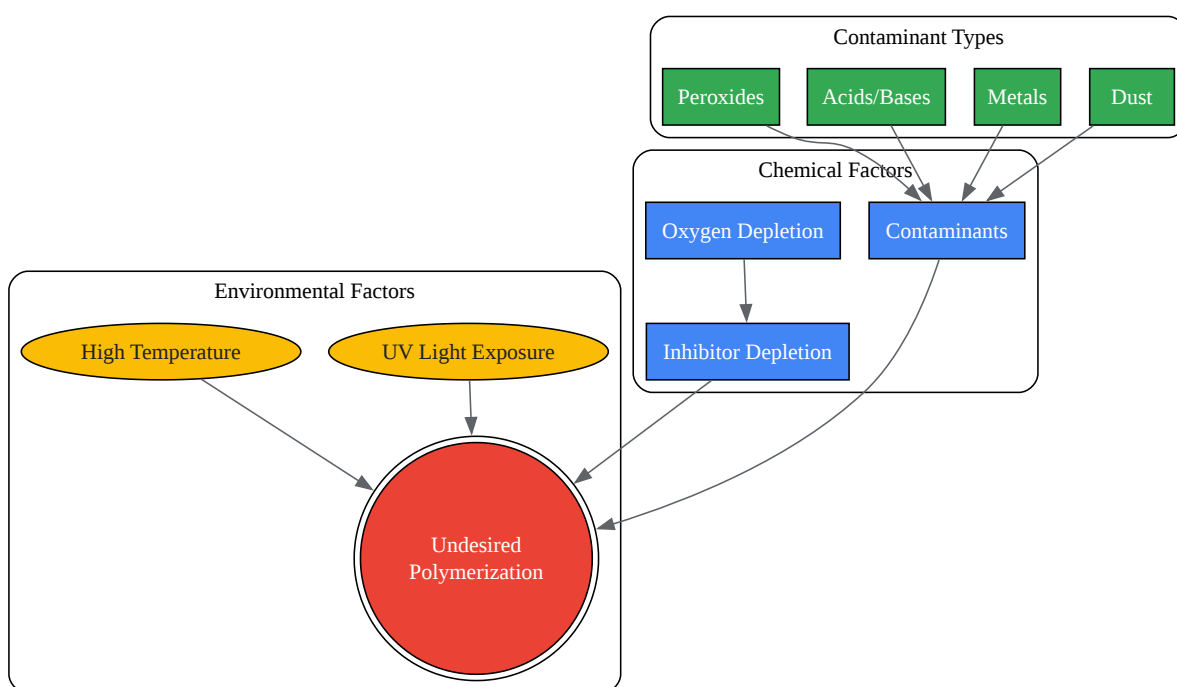 Contaminant Types
Peroxides
Acids/Bases
Metals
Dust
Chemical Factors
Oxygen Depletion
Contaminants
Environmental Factors
High Temperature
UV Light Exposure
Inhibitor Depletion
Undesired
Polymerization